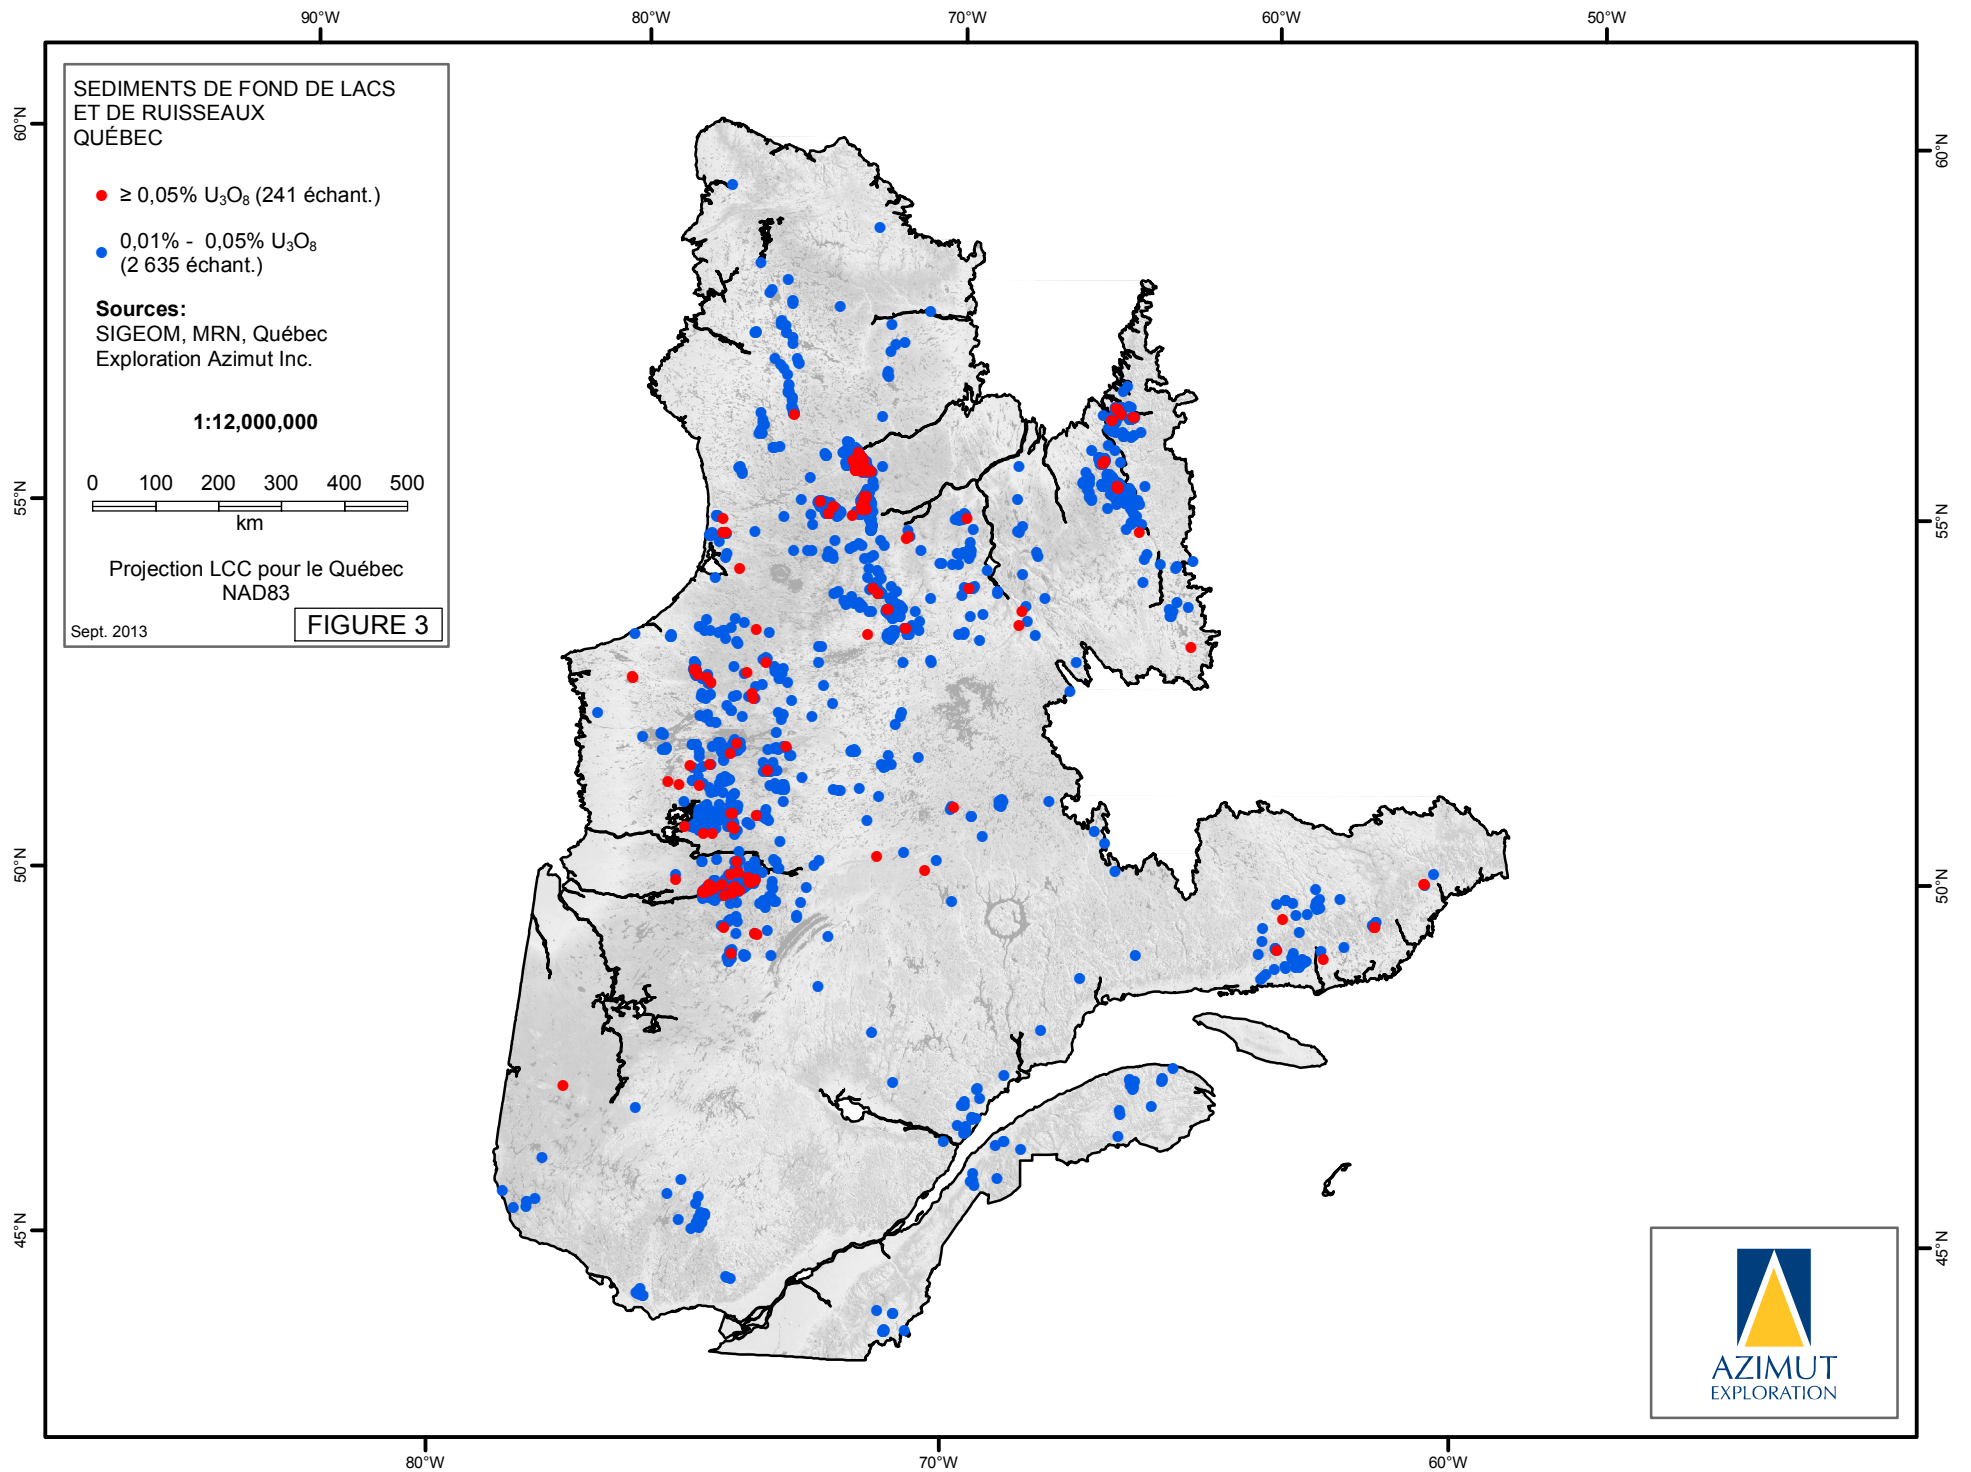 90°W 80°W 70°W 60°W 50°W
SEDIMENTS DE FOND DE LACS
ET DE RUISSEAUX
QUÉBEC
≥ 0,05% U₃O₈ (241 échant.)
0,01% - 0,05% U₃O₈
(2 635 échant.)
Sources:
SIGEOM, MRN, Québec
Exploration Azimut Inc.
1:12,000,000
0 100 200 300 400 500
km
Projection LCC pour le Québec
NAD83
Sept. 2013
FIGURE 3
60°N
55°N
50°N
45°N
60°N
55°N
50°N
45°N
AZIMUT
EXPLORATION
80°W 70°W 60°W